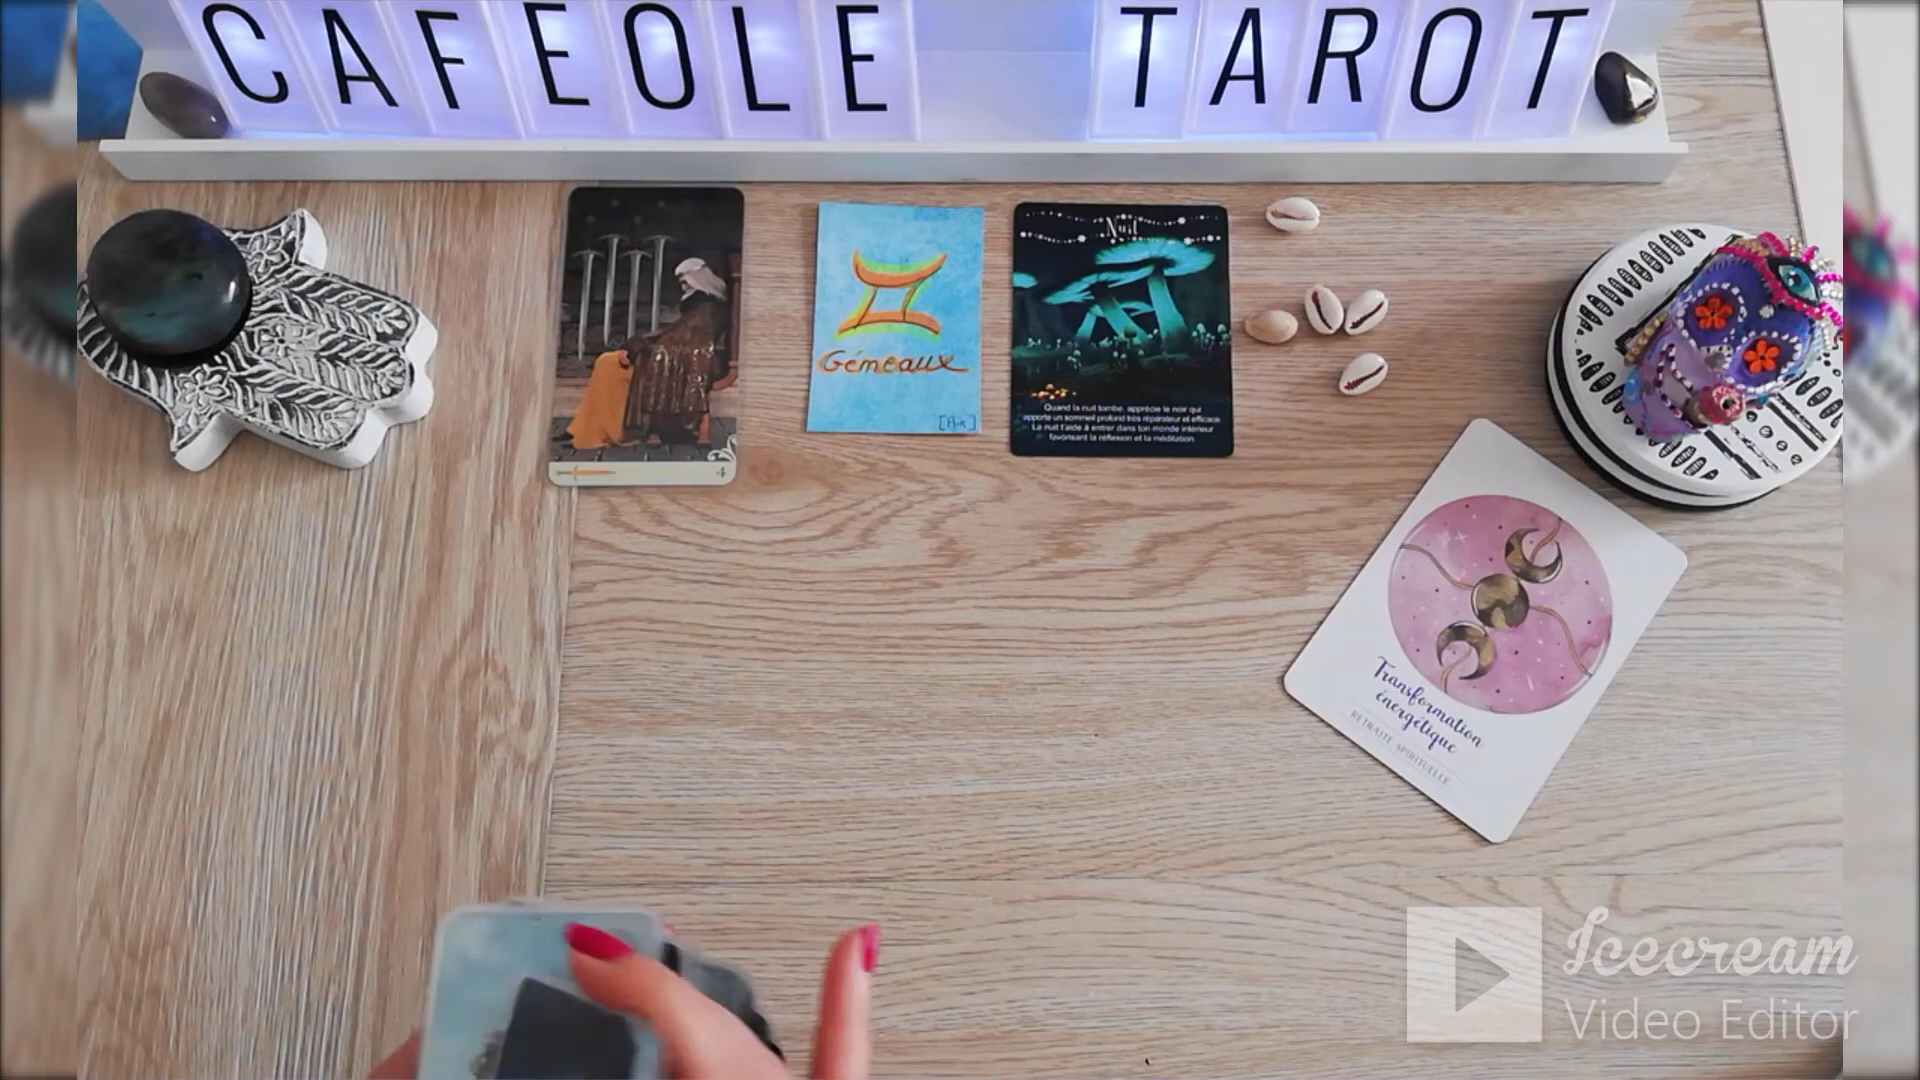 CAFEOLE TAROT
Nuit
Quand la nuit tombe, apprécie le noir qui
apporte un sommeil profond très réparateur et efficace.
La nuit t'aide à entrer dans ton monde intérieur
favorisant la réflexion et la méditation.
Gémeaux
[Air]
Transformation
énergétique
RETRAITE SPIRITUELLE
Icecream
Video Editor